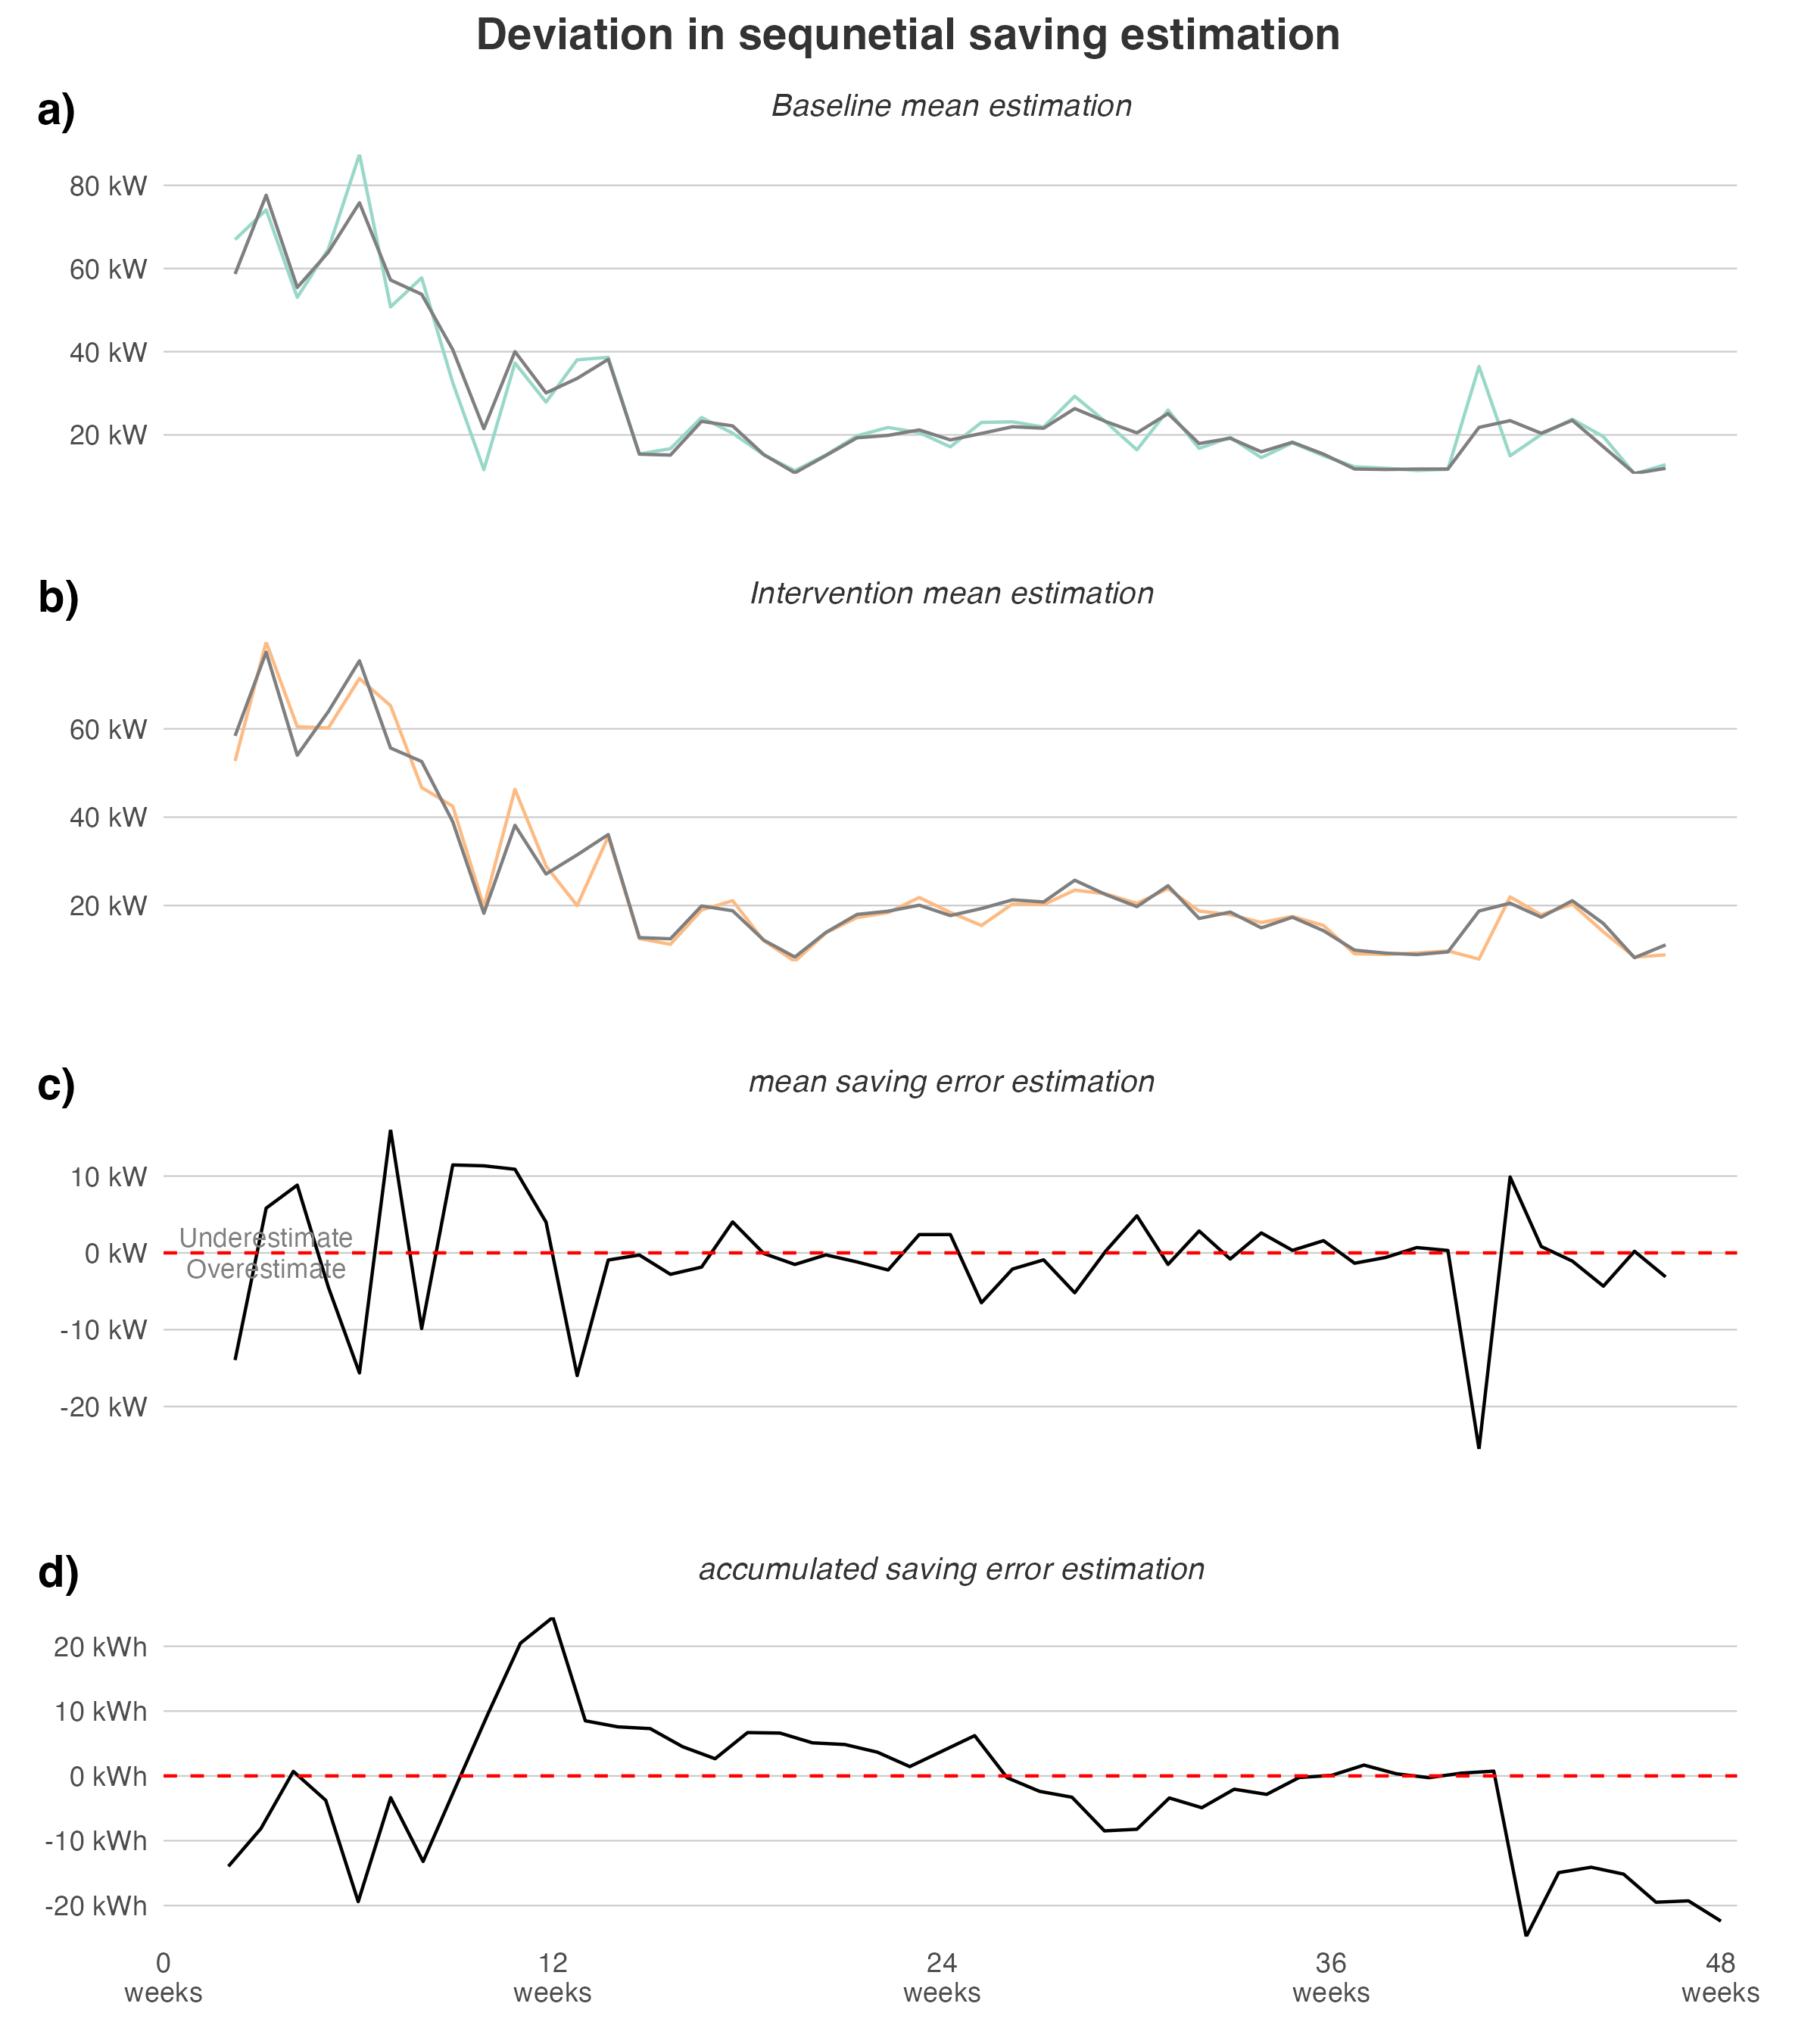 Deviation in sequnetial saving estimation
a)
Baseline mean estimation
80 kW
60 kW
40 kW
20 kW
b)
Intervention mean estimation
60 kW
40 kW
20 kW
c)
mean saving error estimation
10 kW
Underestimate
0 kW
Overestimate
-10 kW
-20 kW
d)
accumulated saving error estimation
20 kWh
10 kWh
0 kWh
-10 kWh
-20 kWh
0 12 24 36 48
weeks weeks weeks weeks weeks